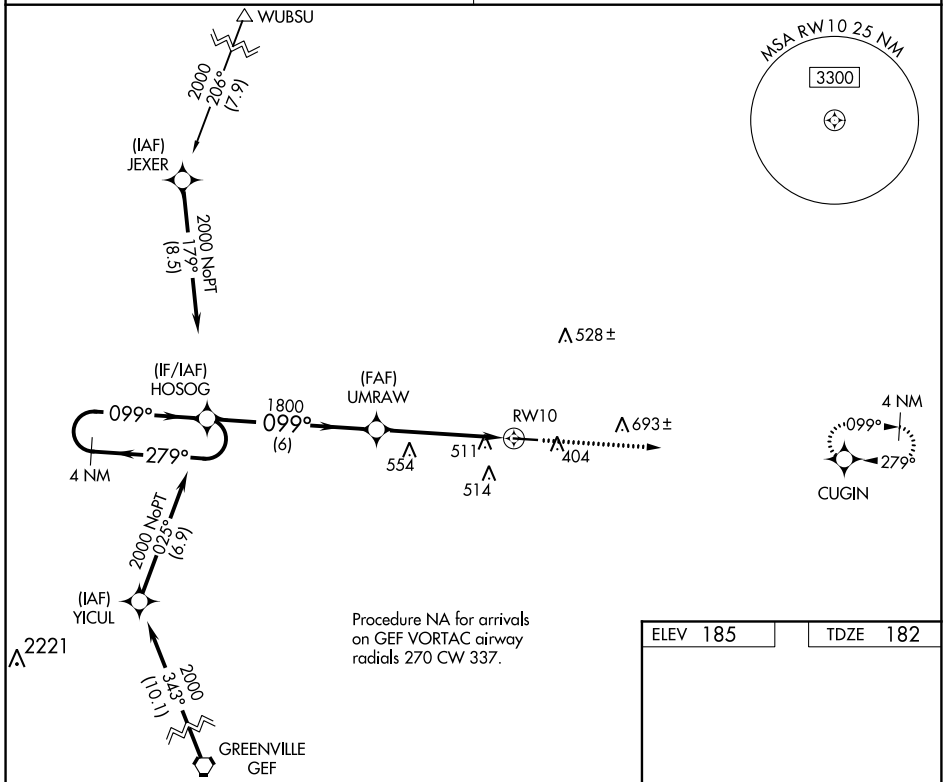 WUBSU
2000
206°
(7.9)
MSA RW10 25 NM
3300
(IAF)
JEXER
2000 NoPT
179°
(8.5)
528 ±
(IF/IAF)
HOSOG
(FAF)
UMRAW
099°
1800
099°
(6)
RW10
693 ±
4 NM
099°
279°
4 NM
554
511
404
279°
514
CUGIN
2000 NoPT
025°
(6.9)
(IAF)
YICUL
Procedure NA for arrivals
on GEF VORTAC airway
radials 270 CW 337.
ELEV 185
TDZE 182
2221
2000
343°
(10.1)
GREENVILLE
GEF